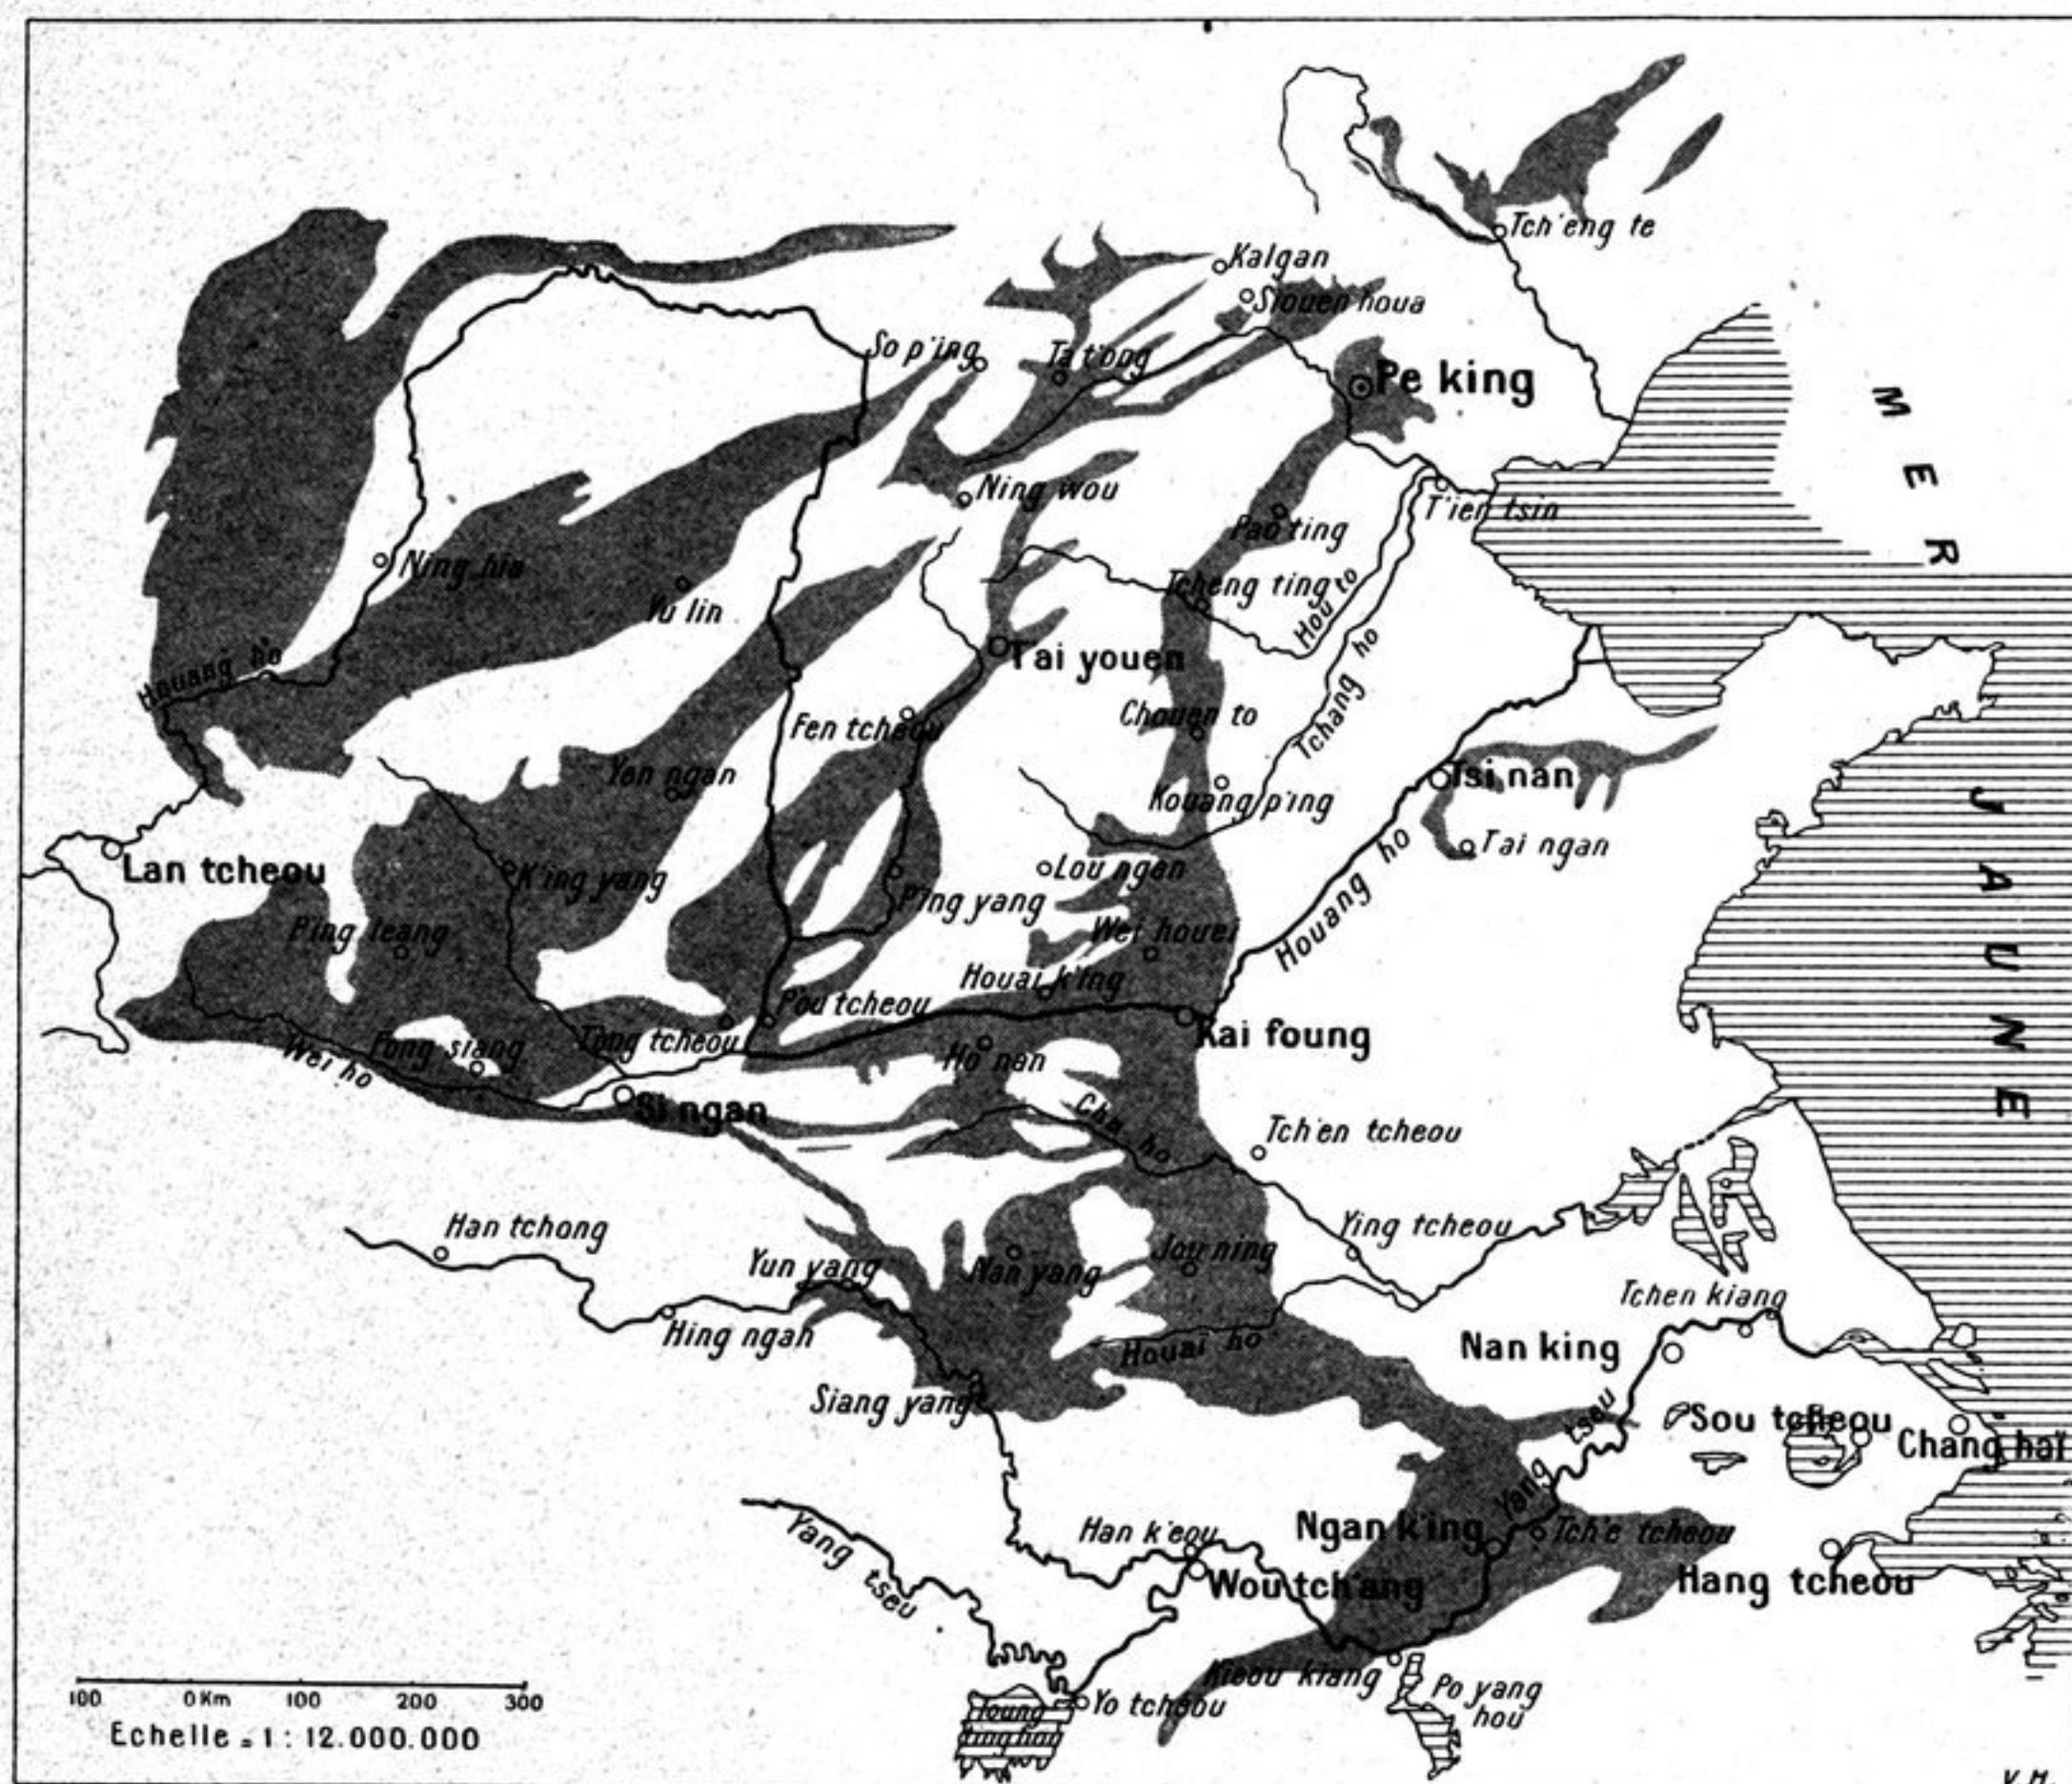 Tch'eng te
Kalgan
Siouen houa
So p'ing
Ta t'ong
Pe king
MER JAUNE
Ning wou
T'ien tsin
Pao ting
Ning hia
Yu lin
Tcheng ting
Hou to
Tchang ho
Houang ho
Tai youen
Chouen to
Fen tcheou
Yen ngan
Tsi nan
Kouang p'ing
Tai ngan
Lan tcheou
K'ing yang
Lou ngan
P'ing yang
P'ing leang
Wei houei
Houang ho
Houai k'ing
P'ou tcheou
Kai foung
Fong siang
Tong tcheou
Ho nan
Wei ho
Si ngan
Cha ho
Tch'en tcheou
Han tchong
Ying tcheou
Yun yang
Nan yang
Jou ning
Tchen kiang
Hing ngan
Houai ho
Nan king
Siang yang
Sou tcheou
Chang haï
Yang tseu
Han k'eou
Ngan k'ing
Tch'e tcheou
Yang tseu
Wou tch'ang
Hang tcheou
Kieou kiang
Po yang
hou
Yo tcheou
100 0 Km 100 200 300
Echelle = 1 : 12.000.000
V. H.